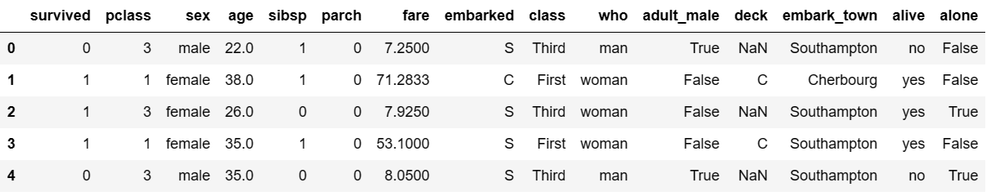 survived pclass sex age sibsp parch fare embarked class who adult_male deck embark_town alive alone
0 0 3 male 22.0 1 0 7.2500 S Third man True NaN Southampton no False
1 1 1 female 38.0 1 0 71.2833 C First woman False C Cherbourg yes False
2 1 3 female 26.0 0 0 7.9250 S Third woman False NaN Southampton yes True
3 1 1 female 35.0 1 0 53.1000 S First woman False C Southampton yes False
4 0 3 male 35.0 0 0 8.0500 S Third man True NaN Southampton no True